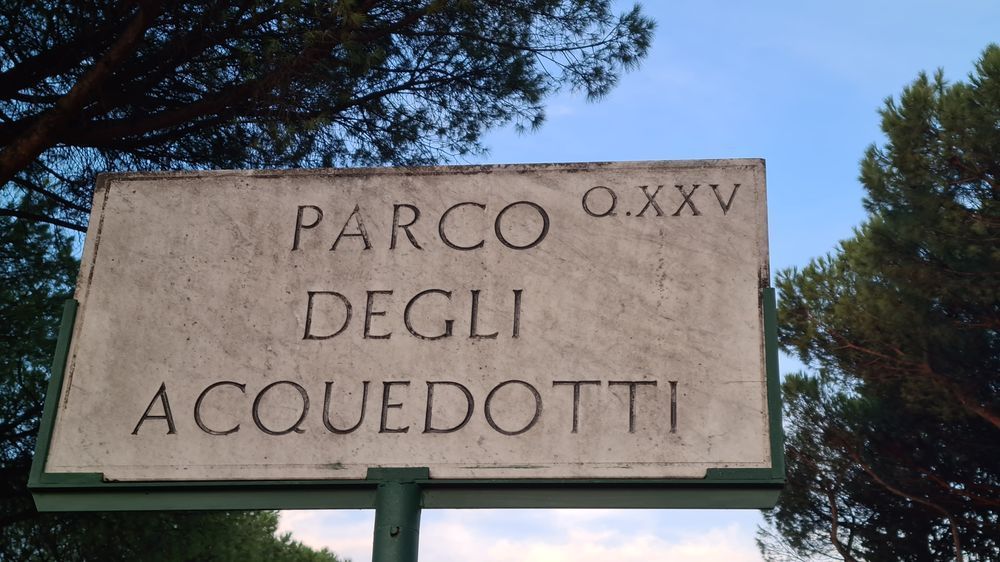 PARCO Q.XXV
DEGLI
ACQUEDOTTI